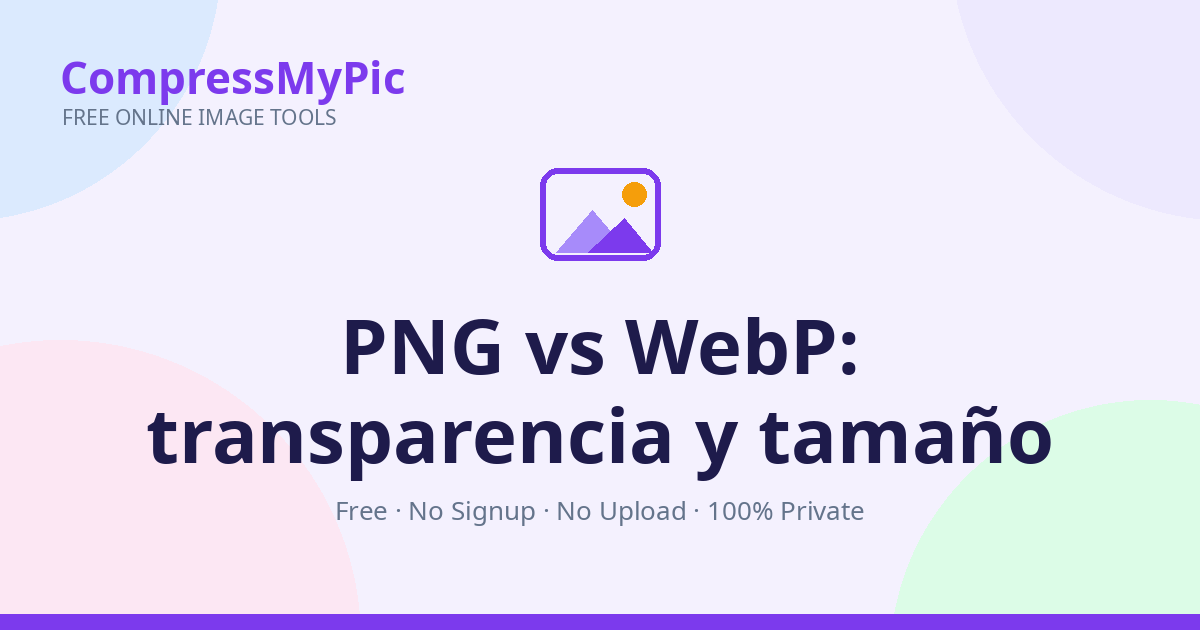 CompressMyPic
FREE ONLINE IMAGE TOOLS
PNG vs WebP:
transparencia y tamaño
Free · No Signup · No Upload · 100% Private